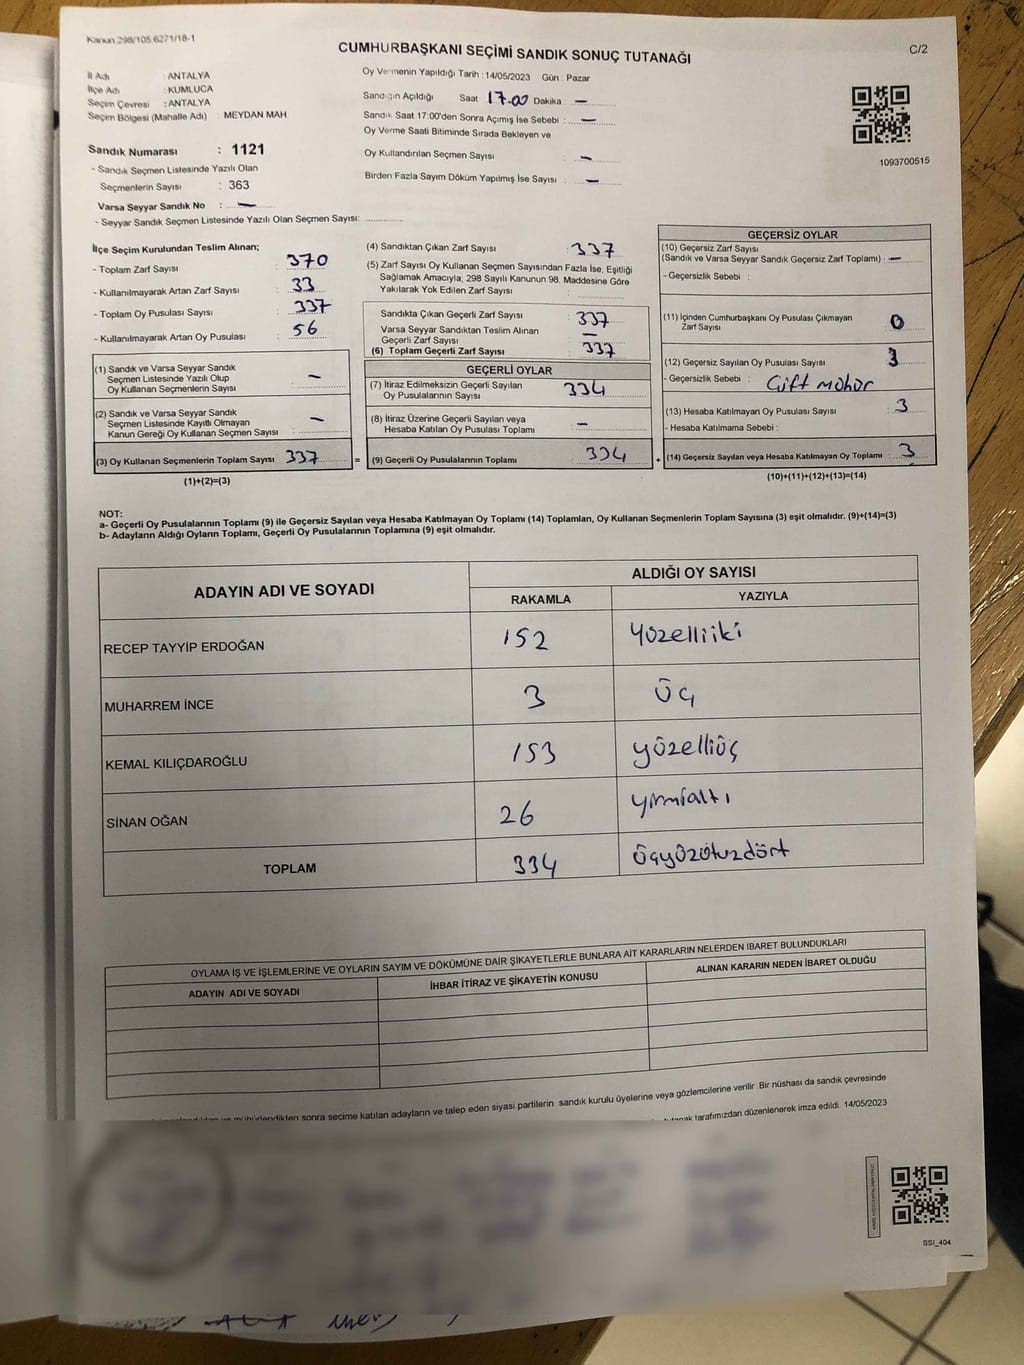 Kanun 298/105 6271/18-1
CUMHURBAŞKANI SEÇİMİ SANDIK SONUÇ TUTANAĞI
C/2
İl Adı : ANTALYA
İlçe Adı : KUMLUCA
Seçim Çevresi : ANTALYA
Seçim Bölgesi (Mahalle Adı) : MEYDAN MAH
Sandık Numarası : 1121
- Sandık Seçmen Listesinde Yazılı Olan
Seçmenlerin Sayısı : 363
Varsa Seyyar Sandık No : —
- Seyyar Sandık Seçmen Listesinde Yazılı Olan Seçmen Sayısı:
Oy Vermenin Yapıldığı Tarih :14/05/2023 Gün : Pazar
Sandığın Açıldığı Saat 17.00 Dakika : —
Sandık Saat 17:00'den Sonra Açımış İse Sebebi : —
Oy Verme Saati Bitiminde Sırada Bekleyen ve
Oy Kullandırılan Seçmen Sayısı : —
Birden Fazla Sayım Döküm Yapılmış İse Sayısı : —
1093700515
İlçe Seçim Kurulundan Teslim Alınan;
- Toplam Zarf Sayısı : 370
- Kullanılmayarak Artan Zarf Sayısı : 33
- Toplam Oy Pusulası Sayısı : 337
- Kullanılmayarak Artan Oy Pusulası : 56
(1) Sandık ve Varsa Seyyar Sandık
Seçmen Listesinde Yazılı Olup
Oy Kullanan Seçmenlerin Sayısı : —
(2) Sandık ve Varsa Seyyar Sandık
Seçmen Listesinde Kayıtlı Olmayan
Kanun Gereği Oy Kullanan Seçmen Sayısı : —
(3) Oy Kullanan Seçmenlerin Toplam Sayısı 337
(1)+(2)=(3)
(4) Sandıktan Çıkan Zarf Sayısı : 337
(5) Zarf Sayısı Oy Kullanan Seçmen Sayısından Fazla İse, Eşitliği
Sağlamak Amacıyla, 298 Sayılı Kanunun 98. Maddesine Göre
Yakılarak Yok Edilen Zarf Sayısı :
Sandıkta Çıkan Geçerli Zarf Sayısı : 337
Varsa Seyyar Sandıktan Teslim Alınan
Geçerli Zarf Sayısı : —
(6) Toplam Geçerli Zarf Sayısı : 337
GEÇERLİ OYLAR
(7) İtiraz Edilmeksizin Geçerli Sayılan
Oy Pusulalarının Sayısı : 334
(8) İtiraz Üzerine Geçerli Sayılan veya
Hesaba Katılan Oy Pusulası Toplamı : —
= (9) Geçerli Oy Pusulalarının Toplamı : 334
GEÇERSİZ OYLAR
(10) Geçersiz Zarf Sayısı
(Sandık ve Varsa Seyyar Sandık Geçersiz Zarf Toplamı) : —
- Geçersizlik Sebebi :
(11) İçinden Cumhurbaşkanı Oy Pusulası Çıkmayan
Zarf Sayısı : 0
(12) Geçersiz Sayılan Oy Pusulası Sayısı : 3
- Geçersizlik Sebebi : Çift mühür
(13) Hesaba Katılmayan Oy Pusulası Sayısı : 3
- Hesaba Katılmama Sebebi :
+ (14) Geçersiz Sayılan veya Hesaba Katılmayan Oy Toplamı : 3
(10)+(11)+(12)+(13)=(14)
NOT:
a- Geçerli Oy Pusulalarının Toplamı (9) ile Geçersiz Sayılan veya Hesaba Katılmayan Oy Toplamı (14) Toplamları, Oy Kullanan Seçmenlerin Toplam Sayısına (3) eşit olmalıdır. (9)+(14)=(3)
b- Adayların Aldığı Oyların Toplamı, Geçerli Oy Pusulalarının Toplamına (9) eşit olmalıdır.
ADAYIN ADI VE SOYADI
ALDIĞI OY SAYISI
RAKAMLA YAZIYLA
RECEP TAYYİP ERDOĞAN 152 yüzelliiki
MUHARREM İNCE 3 üç
KEMAL KILIÇDAROĞLU 153 yüzelliüç
SİNAN OĞAN 26 yirmialtı
TOPLAM 334 üçyüzotuzdört
OYLAMA İŞ VE İŞLEMLERİNE VE OYLARIN SAYIM VE DÖKÜMÜNE DAİR ŞİKAYETLERLE BUNLARA AİT KARARLARIN NELERDEN İBARET BULUNDUKLARI
ADAYIN ADI VE SOYADI İHBAR İTİRAZ VE ŞİKAYETİN KONUSU ALINAN KARARIN NEDEN İBARET OLDUĞU
mühürlendikten sonra seçime katılan adayların ve talep eden siyasi partilerin sandık kurulu üyelerine veya gözlemcilerine verilir Bir nüshası da sandık çevresinde
tutanak tarafımızdan düzenlenerek imza edildi. 14/05/2023
SSİ_404